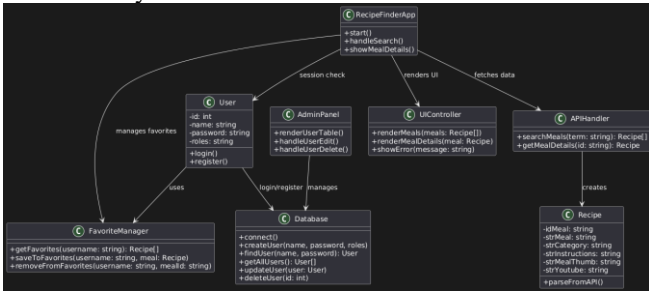 C RecipeFinderApp
+start()
+handleSearch()
+showMealDetails()
session check
renders UI
fetches data
manages favorites
C User
-id: int
-name: string
-password: string
-roles: string
+login()
+register()
C AdminPanel
+renderUserTable()
+handleUserEdit()
+handleUserDelete()
C UIController
+renderMeals(meals: Recipe[])
+renderMealDetails(meal: Recipe)
+showError(message: string)
C APIHandler
+searchMeals(term: string): Recipe[]
+getMealDetails(id: string): Recipe
uses
login/register
manages
creates
C FavoriteManager
+getFavorites(username: string): Recipe[]
+saveToFavorites(username: string, meal: Recipe)
+removeFromFavorites(username: string, mealId: string)
C Database
+connect()
+createUser(name, password, roles)
+findUser(name, password): User
+getAllUsers(): User[]
+updateUser(user: User)
+deleteUser(id: int)
C Recipe
-idMeal: string
-strMeal: string
-strCategory: string
-strInstructions: string
-strMealThumb: string
-strYoutube: string
+parseFromAPI()